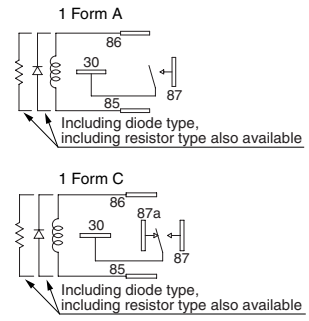 1 Form A
86
30
87
85
Including diode type,
including resistor type also available
1 Form C
86
87a
30
87
85
Including diode type,
including resistor type also available